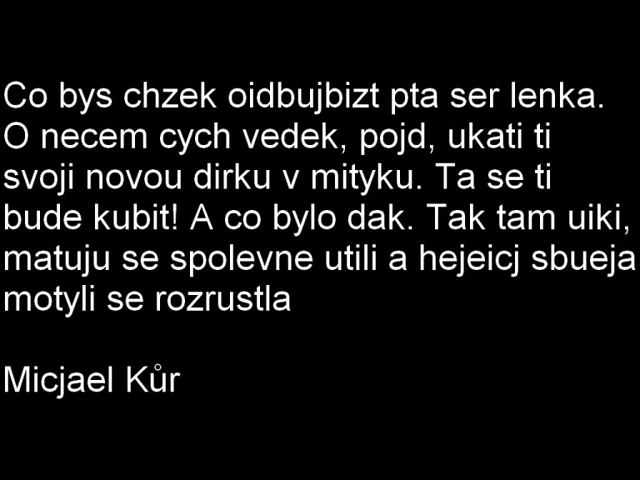 Co bys chzek oidbujbizt pta ser lenka.
O necem cych vedek, pojd, ukati ti
svoji novou dirku v mityku. Ta se ti
bude kubit! A co bylo dak. Tak tam uiki,
matuju se spolevne utili a hejeicj sbueja
motyli se rozrustla
Micjael Kůr